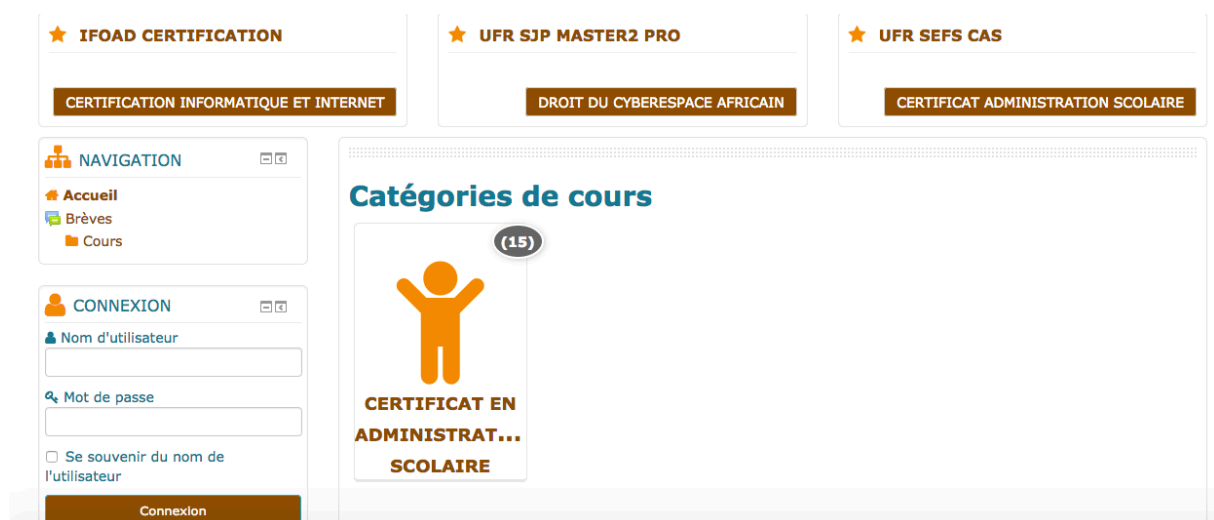 IFOAD CERTIFICATION
CERTIFICATION INFORMATIQUE ET INTERNET
UFR SJP MASTER2 PRO
DROIT DU CYBERESPACE AFRICAIN
UFR SEFS CAS
CERTIFICAT ADMINISTRATION SCOLAIRE
NAVIGATION
Accueil
Brèves
Cours
CONNEXION
Nom d'utilisateur
Mot de passe
Se souvenir du nom de
l'utilisateur
Connexion
Catégories de cours
(15)
CERTIFICAT EN
ADMINISTRAT...
SCOLAIRE